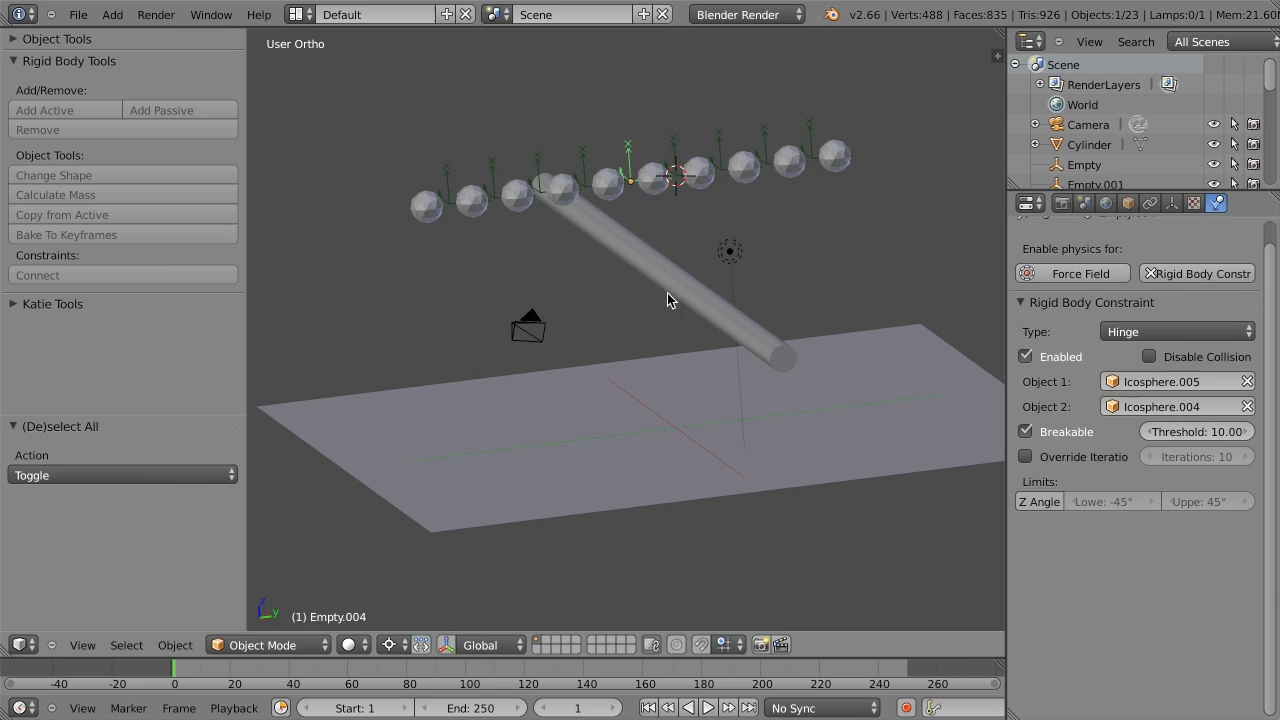 File Add Render Window Help Default Scene Blender Render v2.66 | Verts:488 | Faces:835 | Tris:926 | Objects:1/23 | Lamps:0/1 | Mem:21.60
Object Tools
Rigid Body Tools
Add/Remove:
Add Active Add Passive
Remove
Object Tools:
Change Shape
Calculate Mass
Copy from Active
Bake To Keyframes
Constraints:
Connect
Katie Tools
(De)select All
Action
Toggle
User Ortho
(1) Empty.004
View Search All Scenes
Scene
RenderLayers
World
Camera
Cylinder
Empty
Empty.001
Enable physics for:
Force Field Rigid Body Constr
Rigid Body Constraint
Type: Hinge
Enabled Disable Collision
Object 1: Icosphere.005
Object 2: Icosphere.004
Breakable Threshold: 10.00
Override Iteratio Iterations: 10
Limits:
Z Angle Lowe: -45° Uppe: 45°
View Select Object Object Mode Global
-40 -20 0 20 40 60 80 100 120 140 160 180 200 220 240 260
View Marker Frame Playback Start: 1 End: 250 1 No Sync